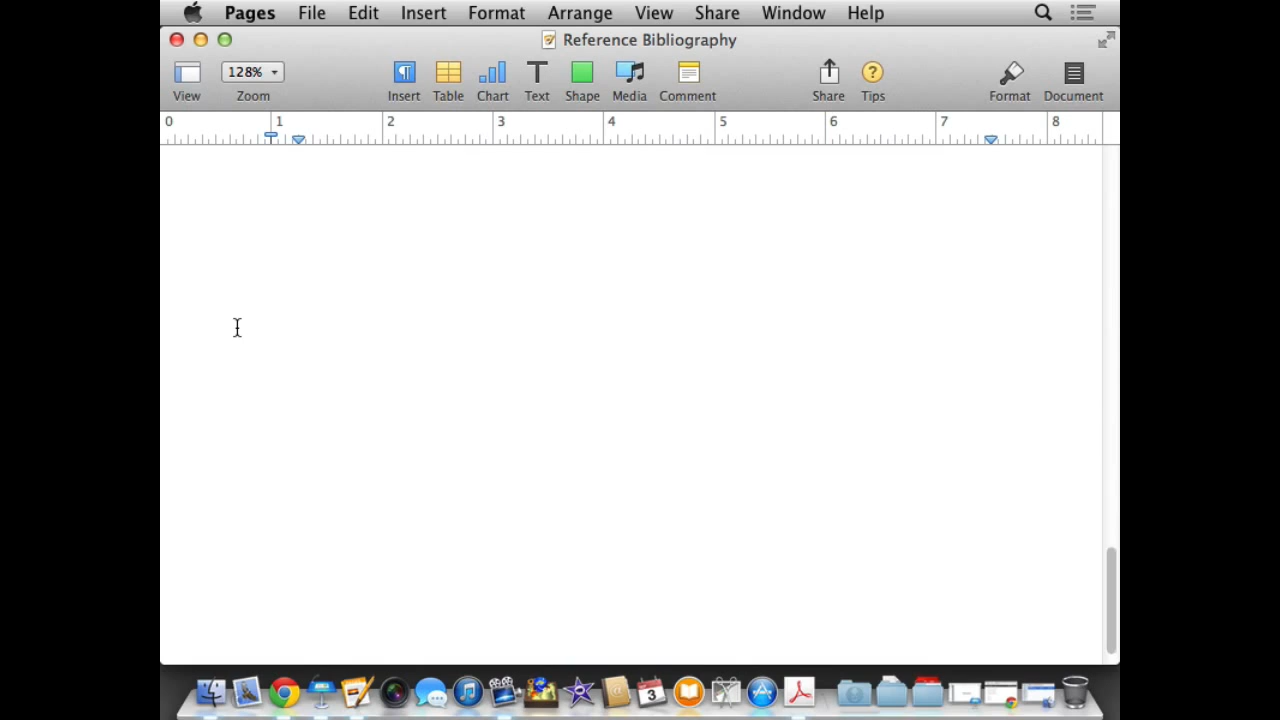 Pages File Edit Insert Format Arrange View Share Window Help
Reference Bibliography
128%
View Zoom Insert Table Chart Text Shape Media Comment Share Tips Format Document
0 1 2 3 4 5 6 7 8
3